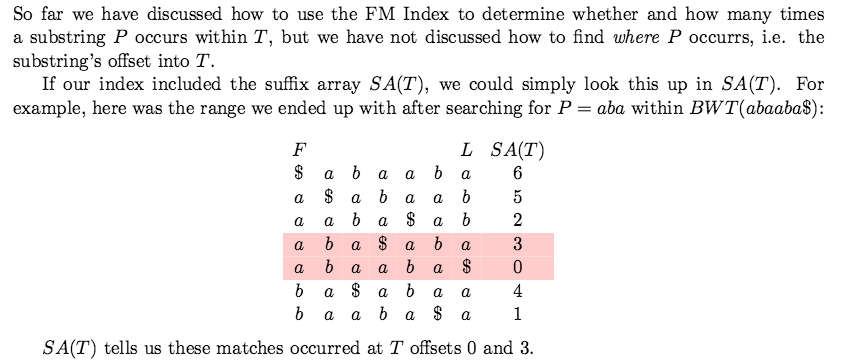 So far we have discussed how to use the FM Index to determine whether and how many times
a substring P occurs within T, but we have not discussed how to find where P occurrs, i.e. the
substring's offset into T.
If our index included the suffix array SA(T), we could simply look this up in SA(T). For
example, here was the range we ended up with after searching for P = aba within BWT(abaaba$):
F L SA(T)
$ a b a a b a 6
a $ a b a a b 5
a a b a $ a b 2
a b a $ a b a 3
a b a a b a $ 0
b a $ a b a a 4
b a a b a $ a 1
SA(T) tells us these matches occurred at T offsets 0 and 3.